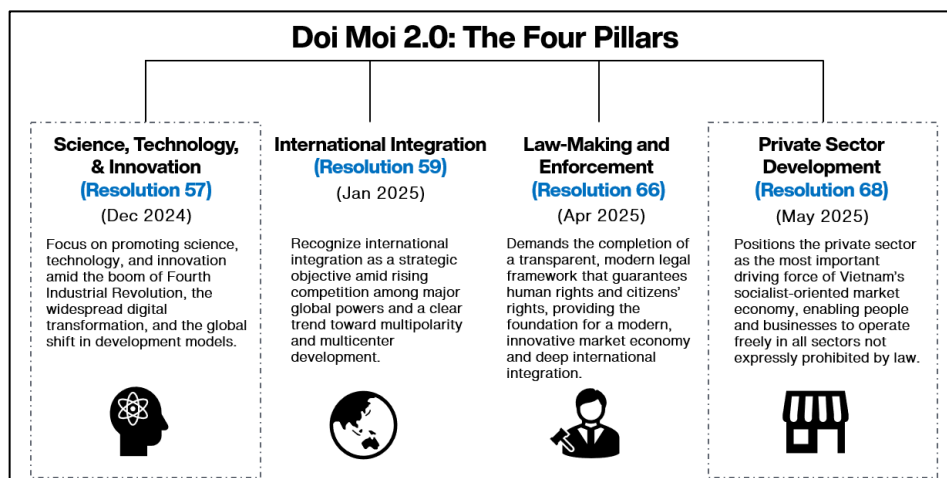 Doi Moi 2.0: The Four Pillars
Science, Technology,
& Innovation
(Resolution 57)
(Dec 2024)
Focus on promoting science,
technology, and innovation
amid the boom of Fourth
Industrial Revolution, the
widespread digital
transformation, and the global
shift in development models.
International Integration
(Resolution 59)
(Jan 2025)
Recognize international
integration as a strategic
objective amid rising
competition among major
global powers and a clear
trend toward multipolarity
and multicenter
development.
Law-Making and
Enforcement
(Resolution 66)
(Apr 2025)
Demands the completion of
a transparent, modern legal
framework that guarantees
human rights and citizens’
rights, providing the
foundation for a modern,
innovative market economy
and deep international
integration.
Private Sector
Development
(Resolution 68)
(May 2025)
Positions the private sector
as the most important
driving force of Vietnam’s
socialist-oriented market
economy, enabling people
and businesses to operate
freely in all sectors not
expressly prohibited by law.